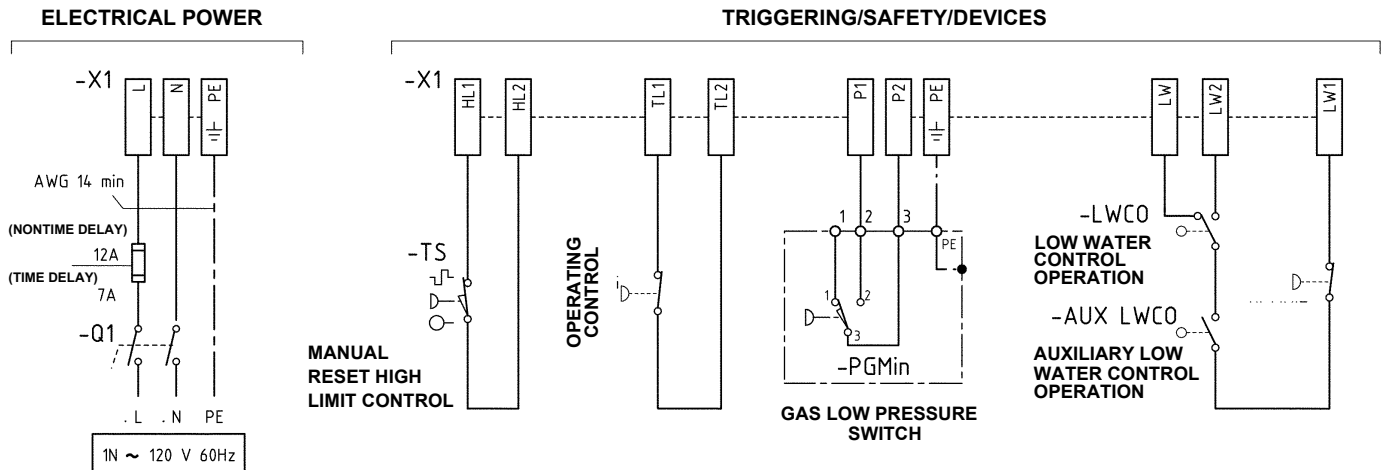 ELECTRICAL POWER
TRIGGERING/SAFETY/DEVICES
-X1
L
N
PE
-X1
HL1
HL2
TL1
TL2
P1
P2
PE
LW
LW2
LW1
AWG 14 min
(NONTIME DELAY)
12A
(TIME DELAY)
7A
-Q1
. L . N PE
1N ~ 120 V 60Hz
-TS
MANUAL
RESET HIGH
LIMIT CONTROL
OPERATING
CONTROL
1 2 3
PE
1 2
3
-PGMin
GAS LOW PRESSURE
SWITCH
-LWCO
LOW WATER
CONTROL
OPERATION
-AUX LWCO
AUXILIARY LOW
WATER CONTROL
OPERATION